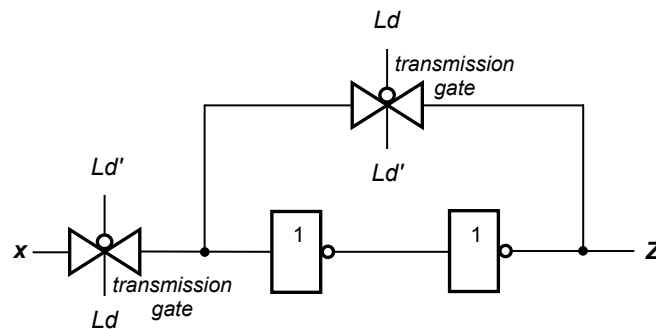 Ld
transmission
gate
Ld'
Ld'
1
1
x
Z
Ld
transmission
gate